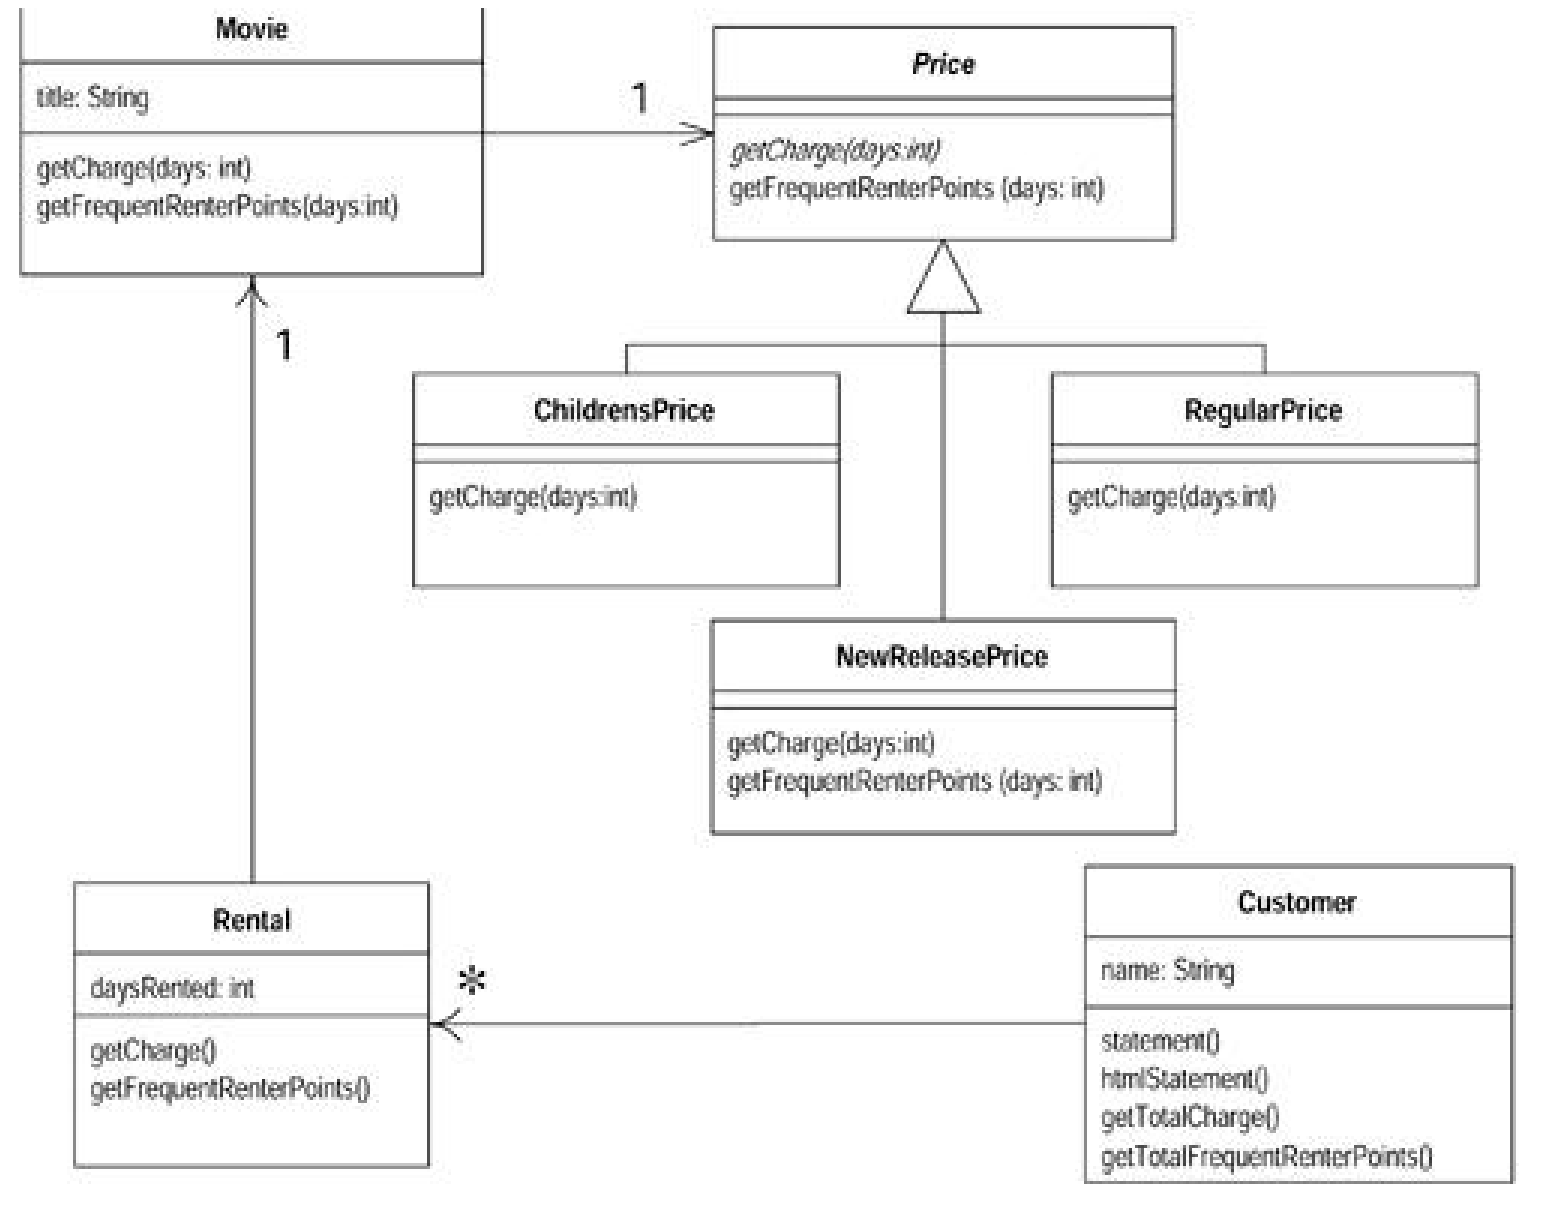 Movie
title: String
getCharge(days: int)
getFrequentRenterPoints(days:int)
1
Price
getCharge(days:int)
getFrequentRenterPoints (days: int)
1
ChildrensPrice
getCharge(days:int)
RegularPrice
getCharge(days:int)
NewReleasePrice
getCharge(days:int)
getFrequentRenterPoints (days: int)
Rental
daysRented: int
getCharge()
getFrequentRenterPoints()
*
Customer
name: String
statement()
htmlStatement()
getTotalCharge()
getTotalFrequentRenterPoints()